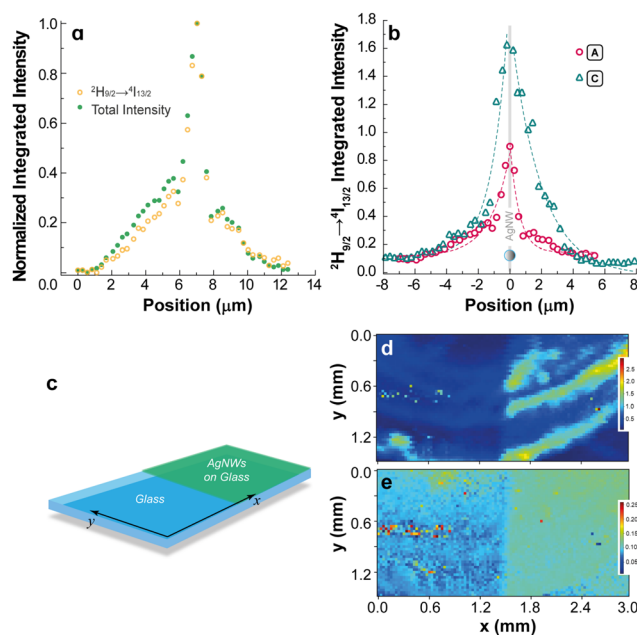 a
Normalized Integrated Intensity
1.0
0.8
0.6
0.4
0.2
0.0
²H₉/₂→⁴I₁₃/₂
Total Intensity
0 2 4 6 8 10 12 14
Position (μm)
b
²H₉/₂→⁴I₁₃/₂ Integrated Intensity
1.8
1.6
1.4
1.2
1.0
0.8
0.6
0.4
0.2
0.0
A
C
AgNW
-8 -6 -4 -2 0 2 4 6 8
Position (μm)
c
Glass
AgNWs
on Glass
y
x
d
y (mm)
0.0
0.6
1.2
2.5
2.0
1.5
1.0
0.5
e
y (mm)
0.0
0.6
1.2
0.25
0.20
0.15
0.10
0.05
0.0 0.6 1.2 1.8 2.4 3.0
x (mm)